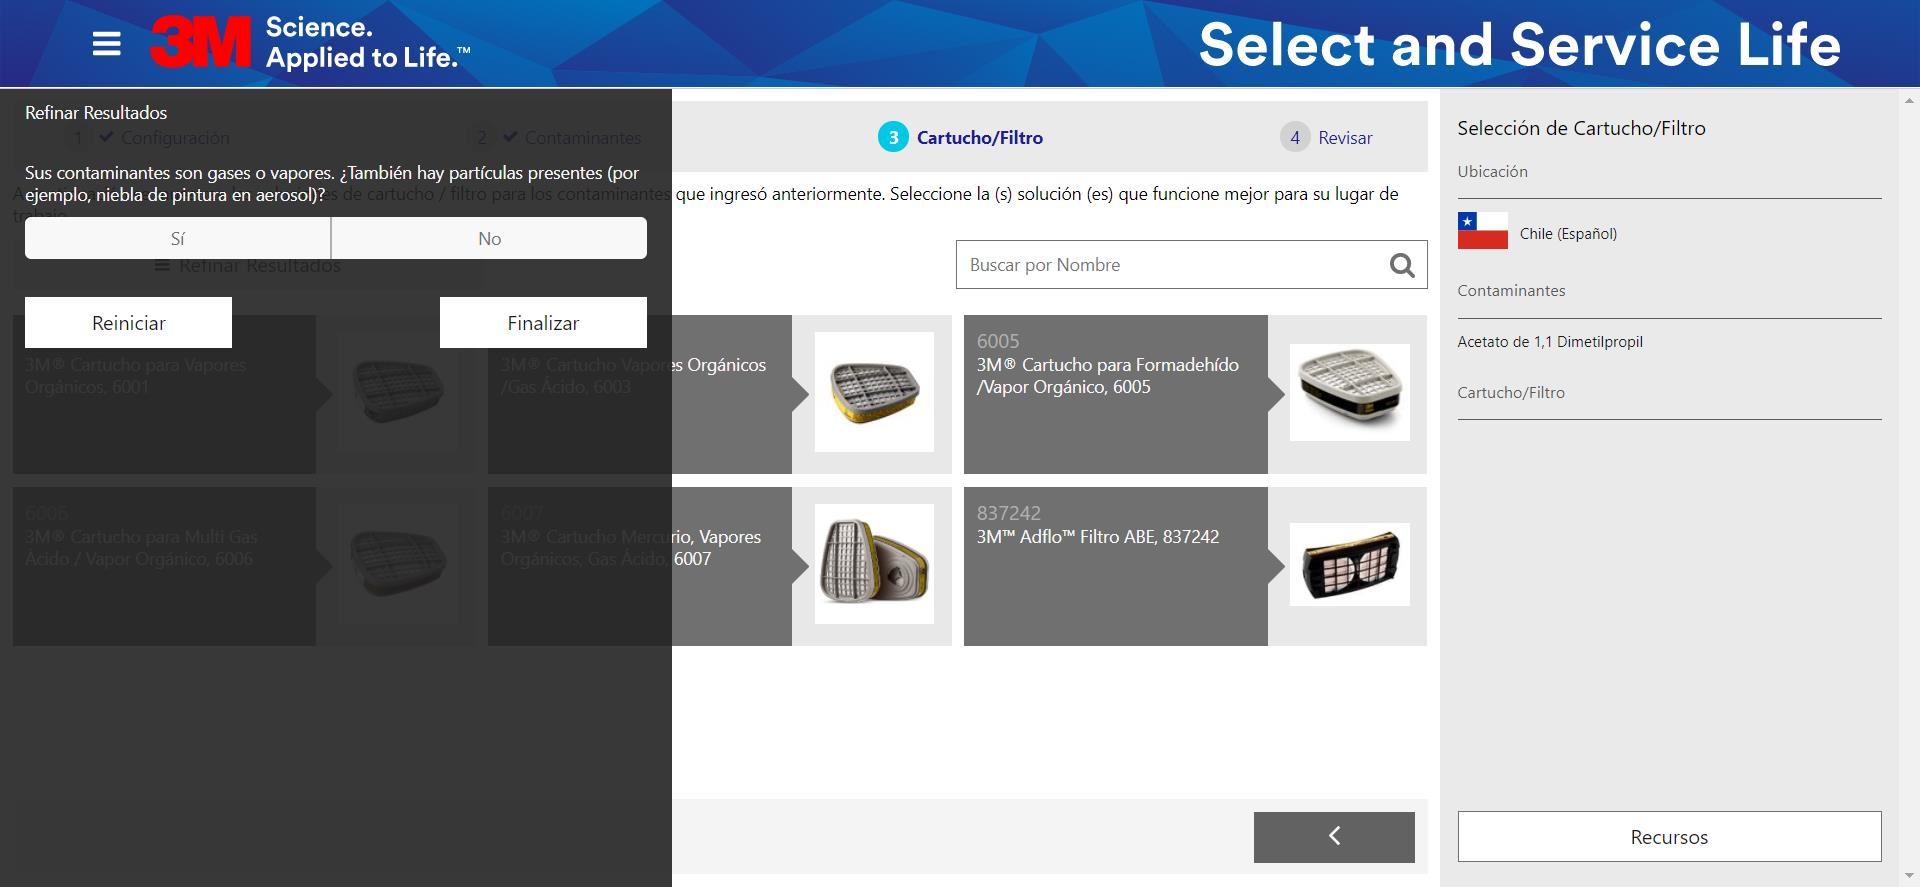 3M Science.
Applied to Life.™
Select and Service Life
Refinar Resultados
1 Configuración
2 Contaminantes
3 Cartucho/Filtro
4 Revisar
Sus contaminantes son gases o vapores. ¿También hay partículas presentes (por
ejemplo, niebla de pintura en aerosol)?
de cartucho / filtro para los contaminantes que ingresó anteriormente. Seleccione la (s) solución (es) que funcione mejor para su lugar de
trabajo
Sí
No
Refinar Resultados
Buscar por Nombre
Reiniciar
Finalizar
3M® Cartucho para Vapores
Orgánicos, 6001
3M® Cartucho Vapores Orgánicos
/Gas Ácido, 6003
6005
3M® Cartucho para Formadehído
/Vapor Orgánico, 6005
6006
3M® Cartucho para Multi Gas
Ácido / Vapor Orgánico, 6006
6007
3M® Cartucho Mercurio, Vapores
Orgánicos, Gas Ácido, 6007
837242
3M™ Adflo™ Filtro ABE, 837242
Selección de Cartucho/Filtro
Ubicación
Chile (Español)
Contaminantes
Acetato de 1,1 Dimetilpropil
Cartucho/Filtro
Recursos